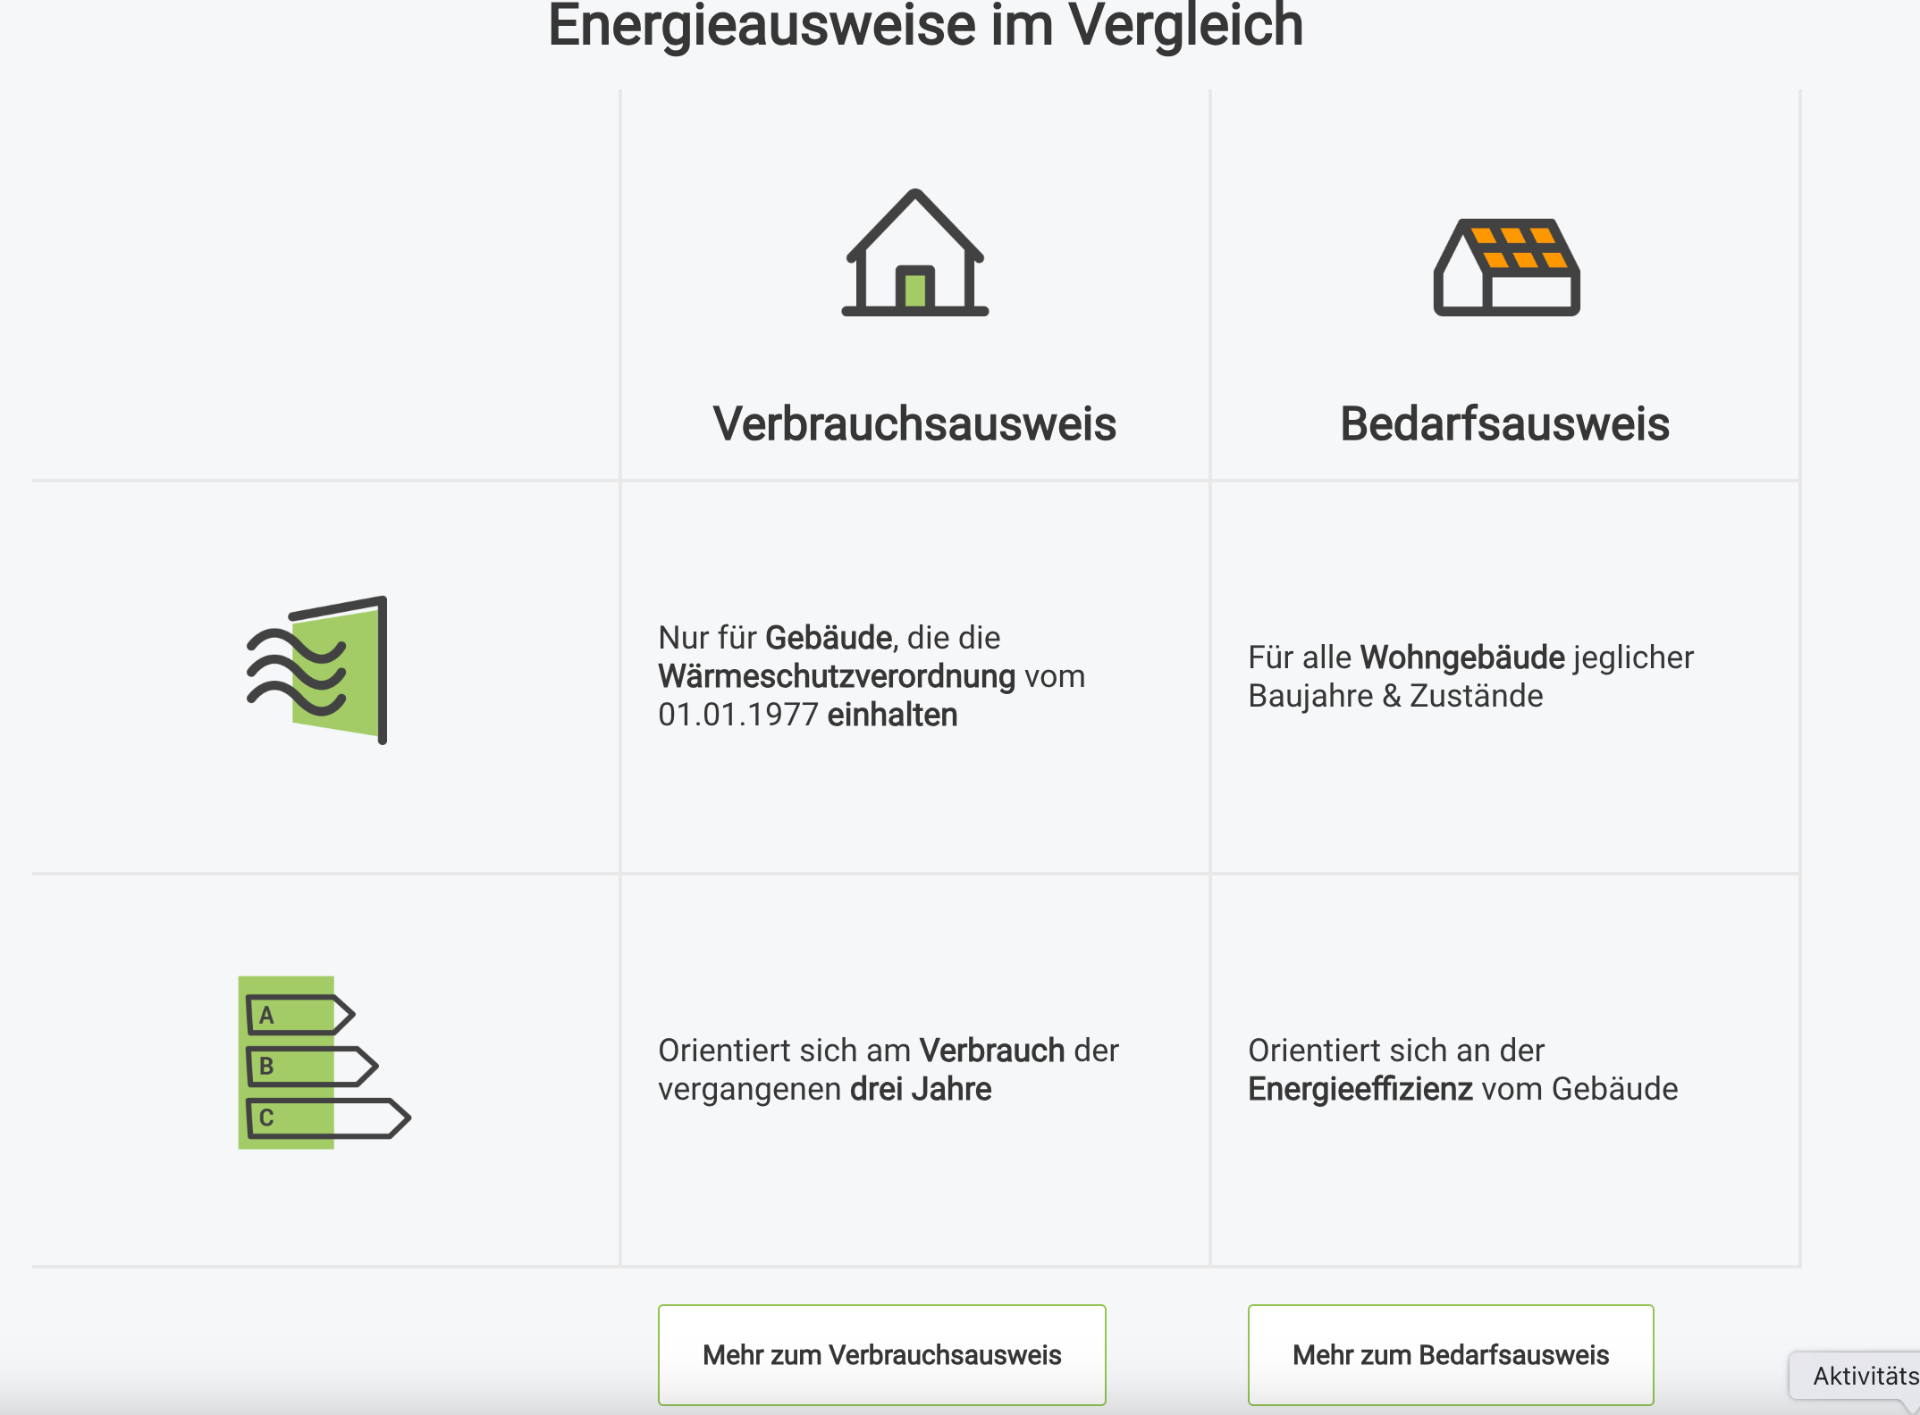 Energieausweise im Vergleich
Verbrauchsausweis
Bedarfsausweis
Nur für Gebäude, die die
Wärmeschutzverordnung vom
01.01.1977 einhalten
Für alle Wohngebäude jeglicher
Baujahre & Zustände
A
B
C
Orientiert sich am Verbrauch der
vergangenen drei Jahre
Orientiert sich an der
Energieeffizienz vom Gebäude
Mehr zum Verbrauchsausweis
Mehr zum Bedarfsausweis
Aktivitäts